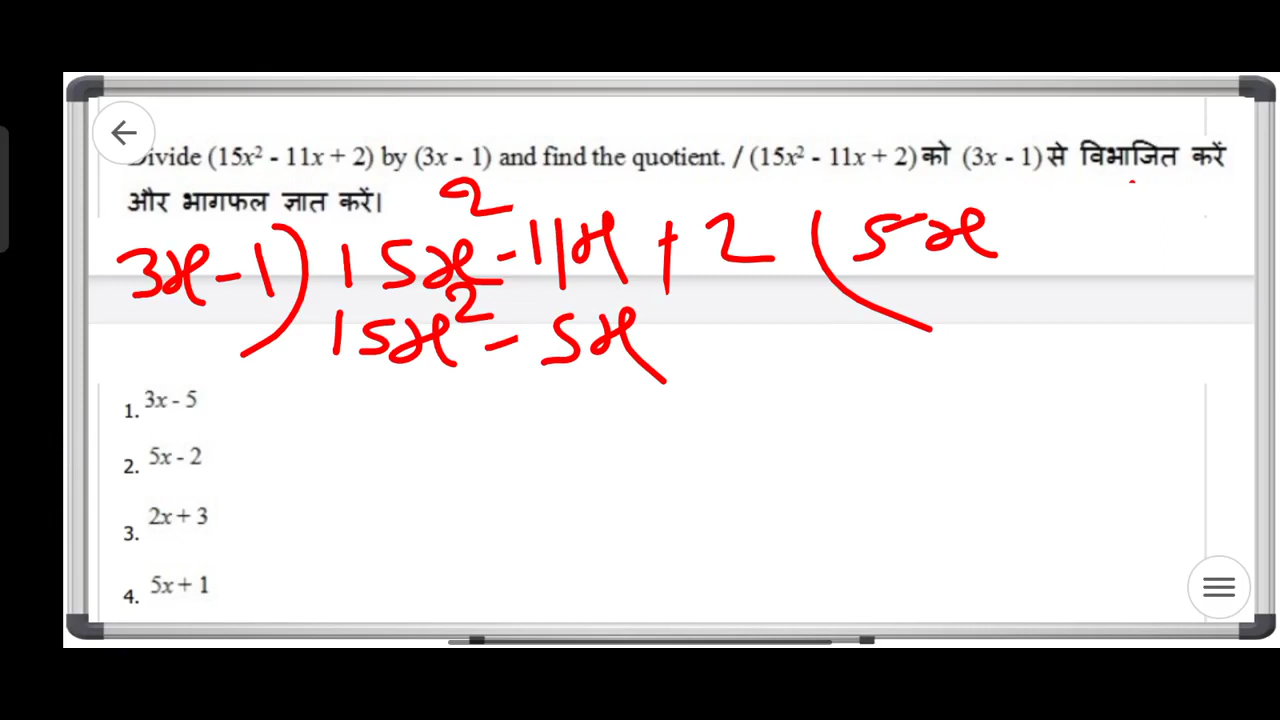 Divide (15x² - 11x + 2) by (3x - 1) and find the quotient. / (15x² - 11x + 2) को (3x - 1) से विभाजित करें
और भागफल ज्ञात करें।
3x - 1) 15x² - 11x + 2 (5x
15x² - 5x
1. 3x - 5
2. 5x - 2
3. 2x + 3
4. 5x + 1